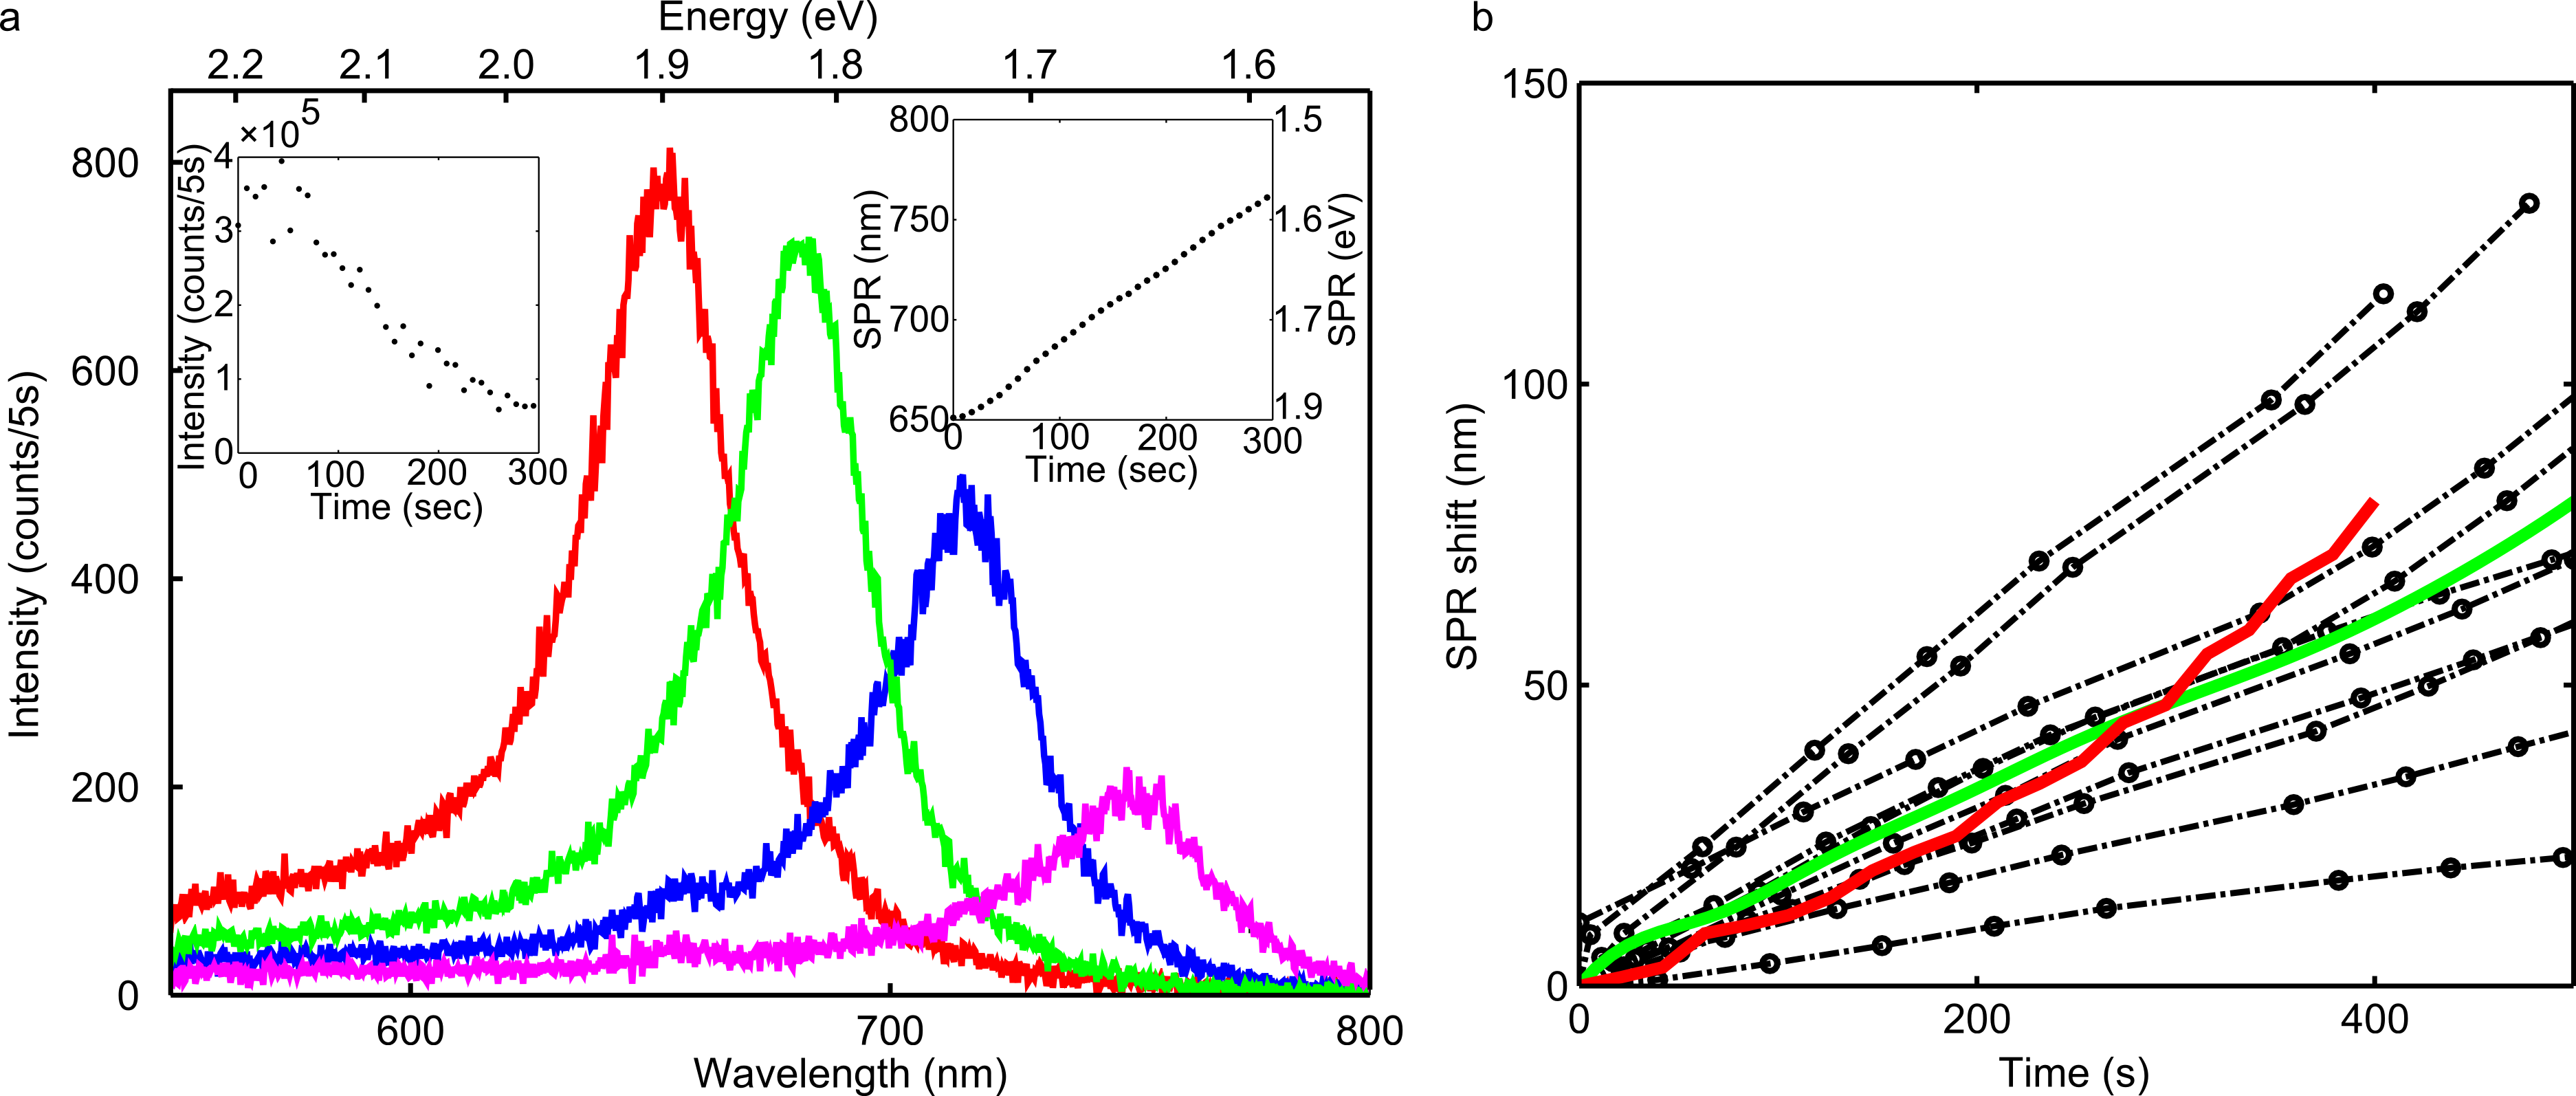 a
Energy (eV)
2.2 2.1 2.0 1.9 1.8 1.7 1.6
Intensity (counts/5s)
800
600
400
200
0
600 700 800
Wavelength (nm)
×10 5
Intensity (counts/5s)
4
3
2
1
0
0 100 200 300
Time (sec)
SPR (nm)
800
750
700
650
1.5
1.6
1.7
1.9
SPR (eV)
0 100 200 300
Time (sec)
b
SPR shift (nm)
150
100
50
0
0 200 400
Time (s)